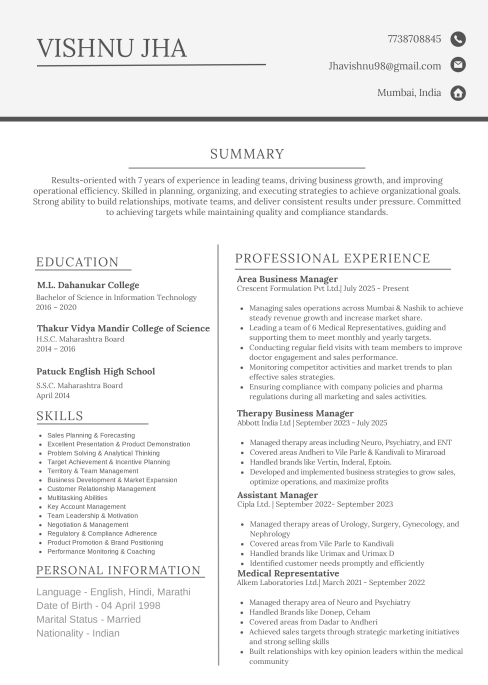 VISHNU JHA
7738708845
Jhavishnu98@gmail.com
Mumbai, India
SUMMARY
Results-oriented with 7 years of experience in leading teams, driving business growth, and improving
operational efficiency. Skilled in planning, organizing, and executing strategies to achieve organizational goals.
Strong ability to build relationships, motivate teams, and deliver consistent results under pressure. Committed
to achieving targets while maintaining quality and compliance standards.
EDUCATION
M.L. Dahanukar College
Bachelor of Science in Information Technology
2016 – 2020
Thakur Vidya Mandir College of Science
H.S.C. Maharashtra Board
2014 – 2016
Patuck English High School
S.S.C. Maharashtra Board
April 2014
SKILLS
• Sales Planning & Forecasting
• Excellent Presentation & Product Demonstration
• Problem Solving & Analytical Thinking
• Target Achievement & Incentive Planning
• Territory & Team Management
• Business Development & Market Expansion
• Customer Relationship Management
• Multitasking Abilities
• Key Account Management
• Team Leadership & Motivation
• Negotiation & Management
• Regulatory & Compliance Adherence
• Product Promotion & Brand Positioning
• Performance Monitoring & Coaching
PERSONAL INFORMATION
Language - English, Hindi, Marathi
Date of Birth - 04 April 1998
Marital Status - Married
Nationality - Indian
PROFESSIONAL EXPERIENCE
Area Business Manager
Crescent Formulation Pvt Ltd.| July 2025 - Present
• Managing sales operations across Mumbai & Nashik to achieve
steady revenue growth and increase market share.
• Leading a team of 6 Medical Representatives, guiding and
supporting them to meet monthly and yearly targets.
• Conducting regular field visits with team members to improve
doctor engagement and sales performance.
• Monitoring competitor activities and market trends to plan
effective sales strategies.
• Ensuring compliance with company policies and pharma
regulations during all marketing and sales activities.
Therapy Business Manager
Abbott India Ltd | September 2023 - July 2025
• Managed therapy areas including Neuro, Psychiatry, and ENT
• Covered areas Andheri to Vile Parle & Kandivali to Miraroad
• Handled brands like Vertin, Inderal, Eptoin.
• Developed and implemented business strategies to grow sales,
optimize operations, and maximize profits
Assistant Manager
Cipla Ltd. | September 2022- September 2023
• Managed therapy areas of Urology, Surgery, Gynecology, and
Nephrology
• Covered areas from Vile Parle to Kandivali
• Handled brands like Urimax and Urimax D
• Identified customer needs promptly and efficiently
Medical Representative
Alkem Laboratories Ltd.| March 2021 - September 2022
• Managed therapy area of Neuro and Psychiatry
• Handled Brands like Donep, Ceham
• Covered areas from Dadar to Andheri
• Achieved sales targets through strategic marketing initiatives
and strong selling skills
• Built relationships with key opinion leaders within the medical
community